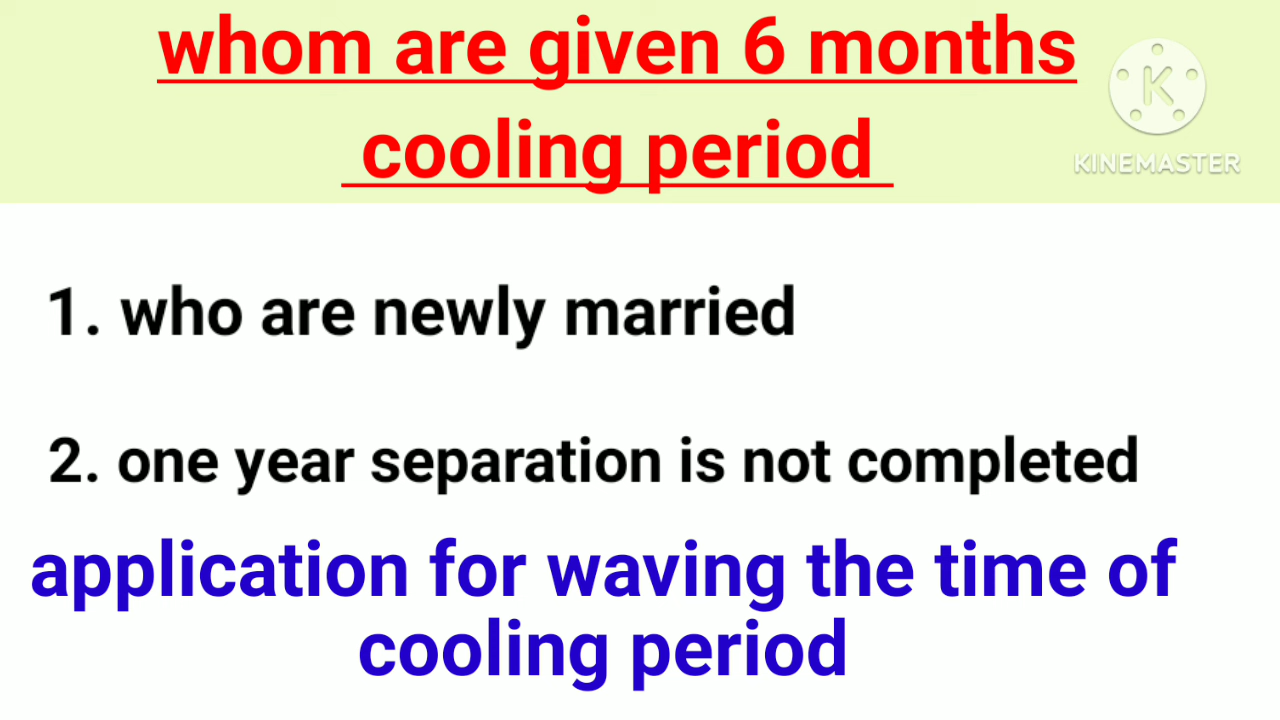 whom are given 6 months
cooling period
KINEMASTER
1. who are newly married
2. one year separation is not completed
application for waving the time of
cooling period